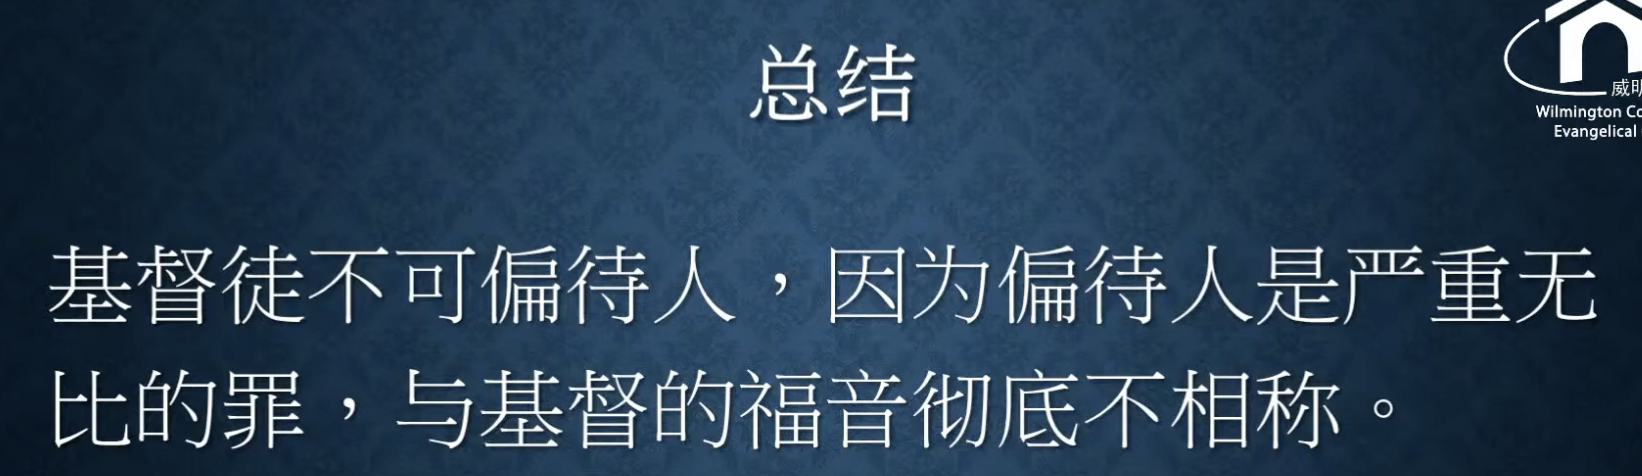 总结
威明
Wilmington
Evangelical
基督徒不可偏待人，因为偏待人是严重无
比的罪，与基督的福音彻底不相称。